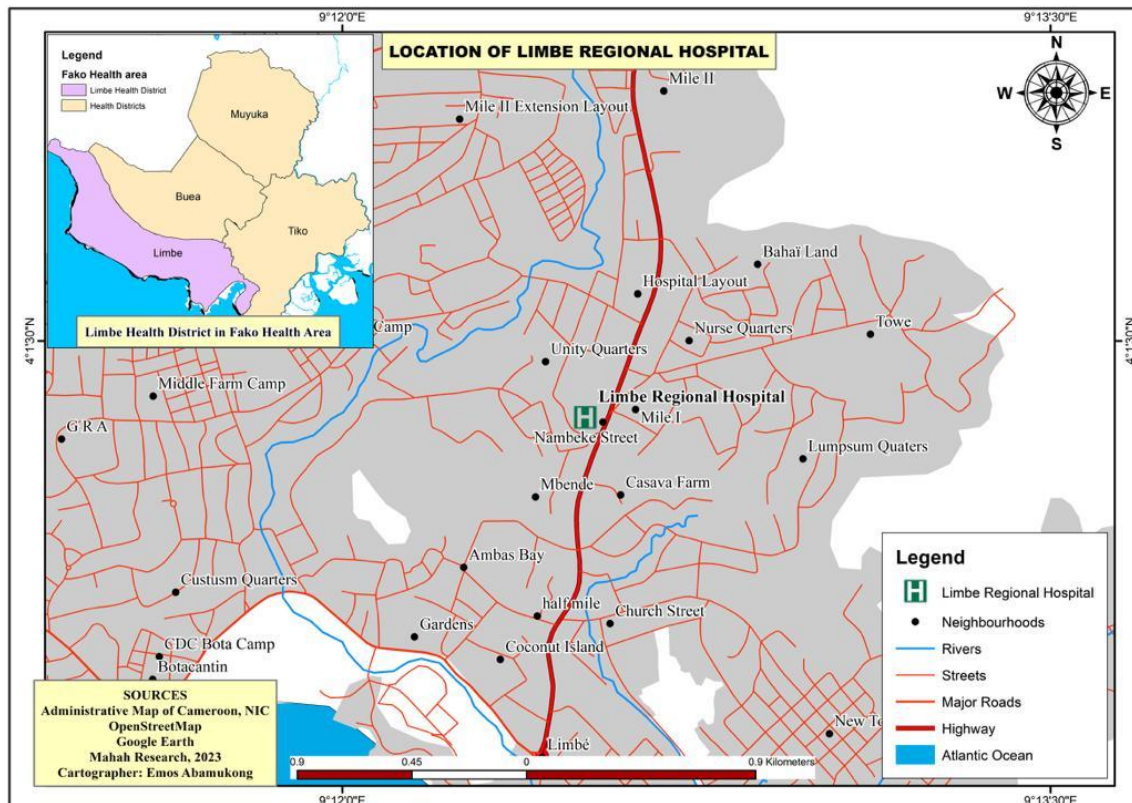 9°12'0"E
9°13'30"E
LOCATION OF LIMBE REGIONAL HOSPITAL
Legend
Fako Health area
Limbe Health District
Health Districts
Muyuka
Buea
Tiko
Limbe
Limbe Health District in Fako Health Area
N
W
E
S
Mile II
Mile II Extension Layout
Bahaï Land
Hospital Layout
Towe
Nurse Quarters
4°1'30"N
4°1'30"N
Camp
Unity Quarters
Middle Farm Camp
Limbe Regional Hospital
H
Mile I
G R A
Nambeke Street
Lumpsum Quaters
Mbende
Casava Farm
Ambas Bay
Custusm Quarters
half mile
Church Street
Gardens
Coconut Island
CDC Bota Camp
Botacantin
New To
Limbé
Legend
H Limbe Regional Hospital
Neighbourhoods
Rivers
Streets
Major Roads
Highway
Atlantic Ocean
SOURCES
Administrative Map of Cameroon, NIC
OpenStreetMap
Google Earth
Mahah Research, 2023
Cartographer: Emos Abamukong
0.9 0.45 0 0.9 Kilometers
9°12'0"E
9°13'30"E